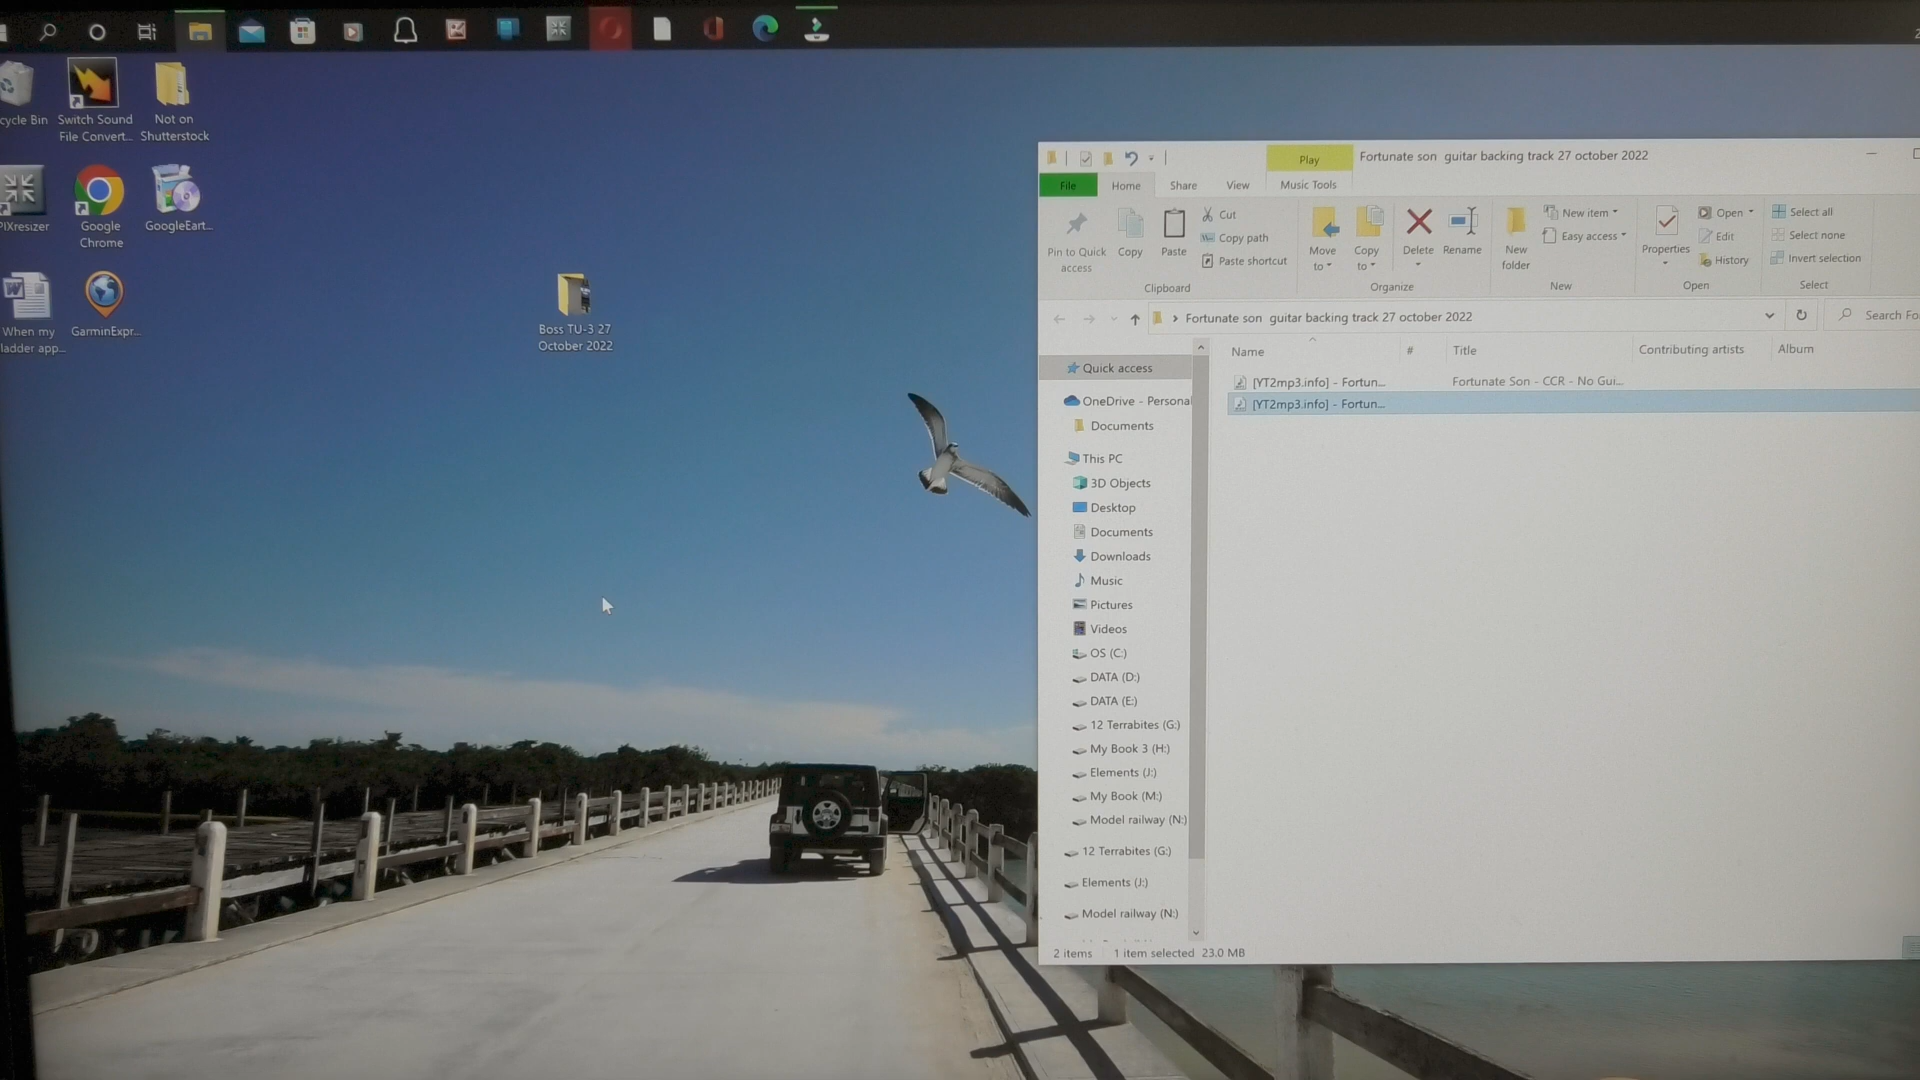 cycle Bin
Switch Sound
File Convert...
Not on
Shutterstock
PIXresizer
Google
Chrome
GoogleEart...
When my
ladder app...
GarminExpr...
Boss TU-3 27
October 2022
Play
Fortunate son  guitar backing track 27 october 2022
File
Home
Share
View
Music Tools
Pin to Quick
access
Copy
Paste
Cut
Copy path
Paste shortcut
Clipboard
Move
to
Copy
to
Delete
Rename
Organize
New
folder
New item
Easy access
New
Properties
Open
Edit
History
Open
Select all
Select none
Invert selection
Select
Fortunate son  guitar backing track 27 october 2022
Search Fo
Name
#
Title
Contributing artists
Album
[YT2mp3.info] - Fortun...
Fortunate Son - CCR - No Gui...
[YT2mp3.info] - Fortun...
Quick access
OneDrive - Personal
Documents
This PC
3D Objects
Desktop
Documents
Downloads
Music
Pictures
Videos
OS (C:)
DATA (D:)
DATA (E:)
12 Terrabites (G:)
My Book 3 (H:)
Elements (J:)
My Book (M:)
Model railway (N:)
12 Terrabites (G:)
Elements (J:)
Model railway (N:)
2 items
1 item selected
23.0 MB